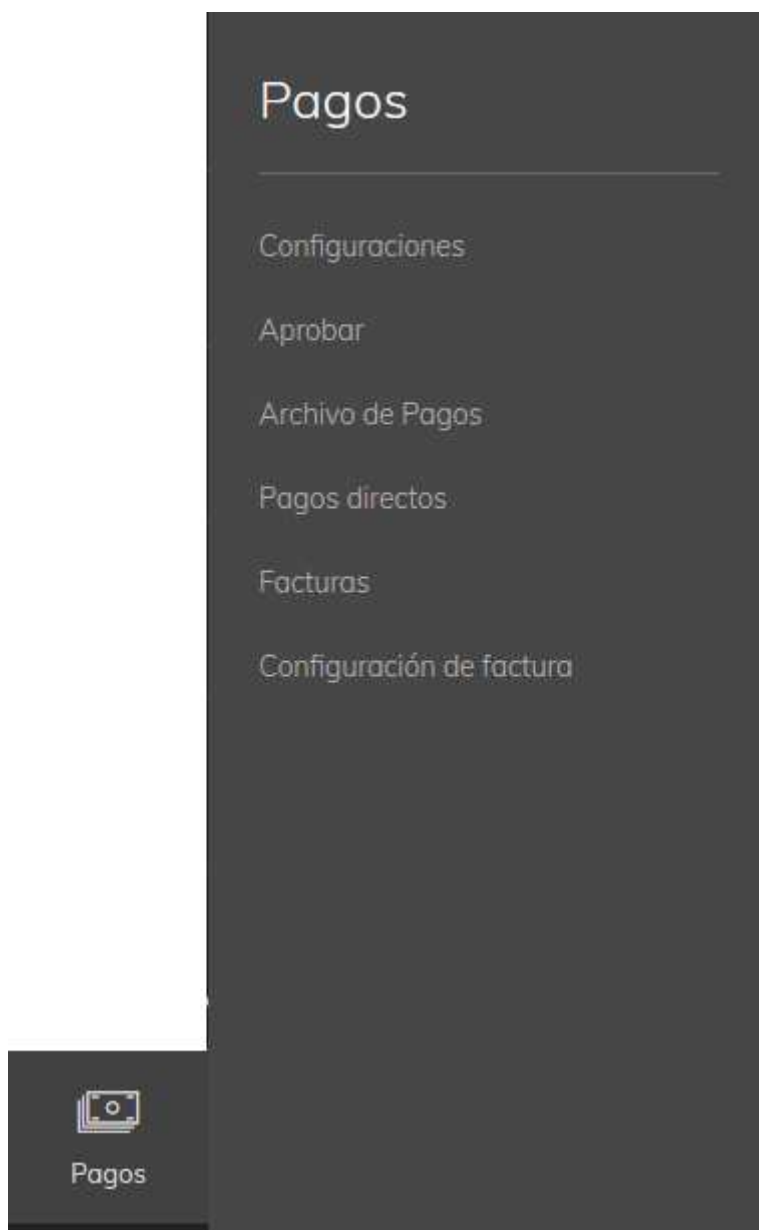 Pagos
Configuraciones
Aprobar
Archivo de Pagos
Pagos directos
Facturas
Configuración de factura
Pagos